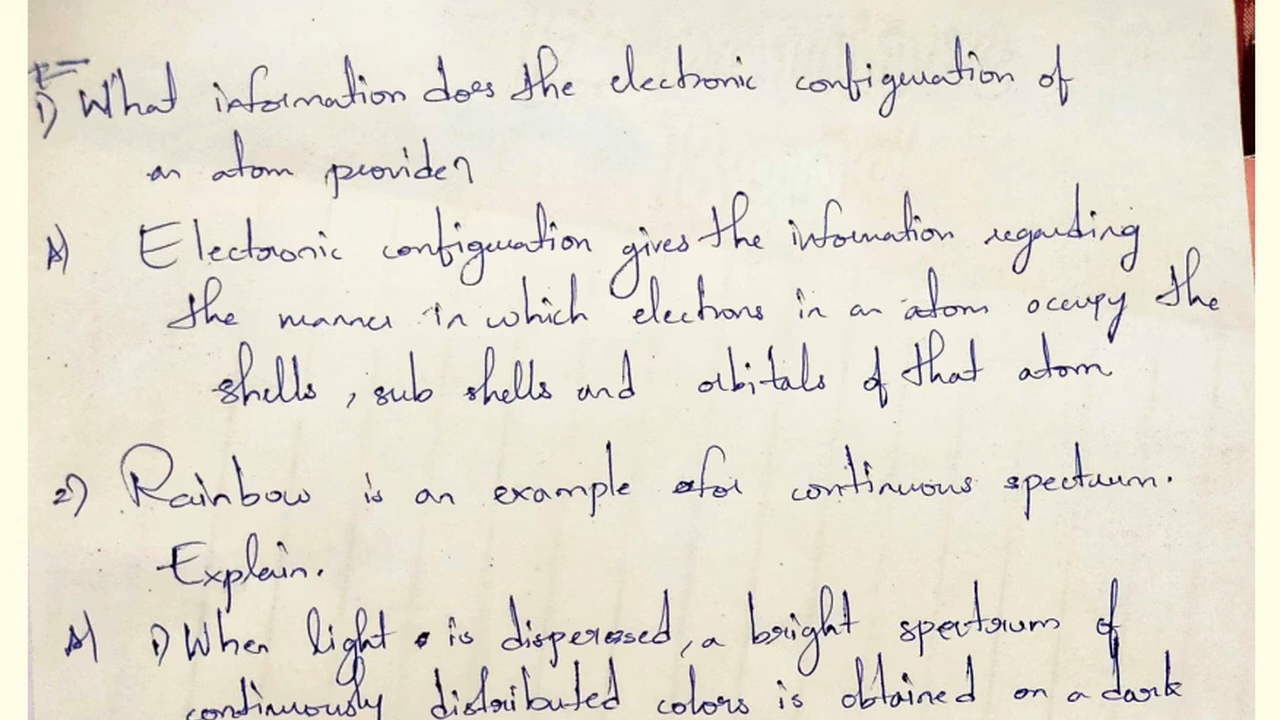 1) What information does the electronic configuration of
an atom provide?
A) Electronic configuration gives the information regarding
the manner in which electrons in an atom occupy the
shells, sub shells and orbitals of that atom
2) Rainbow is an example for continuous spectrum.
Explain.
A) 1) When light is dispersed, a bright spectrum of
continuously distributed colors is obtained on a dark